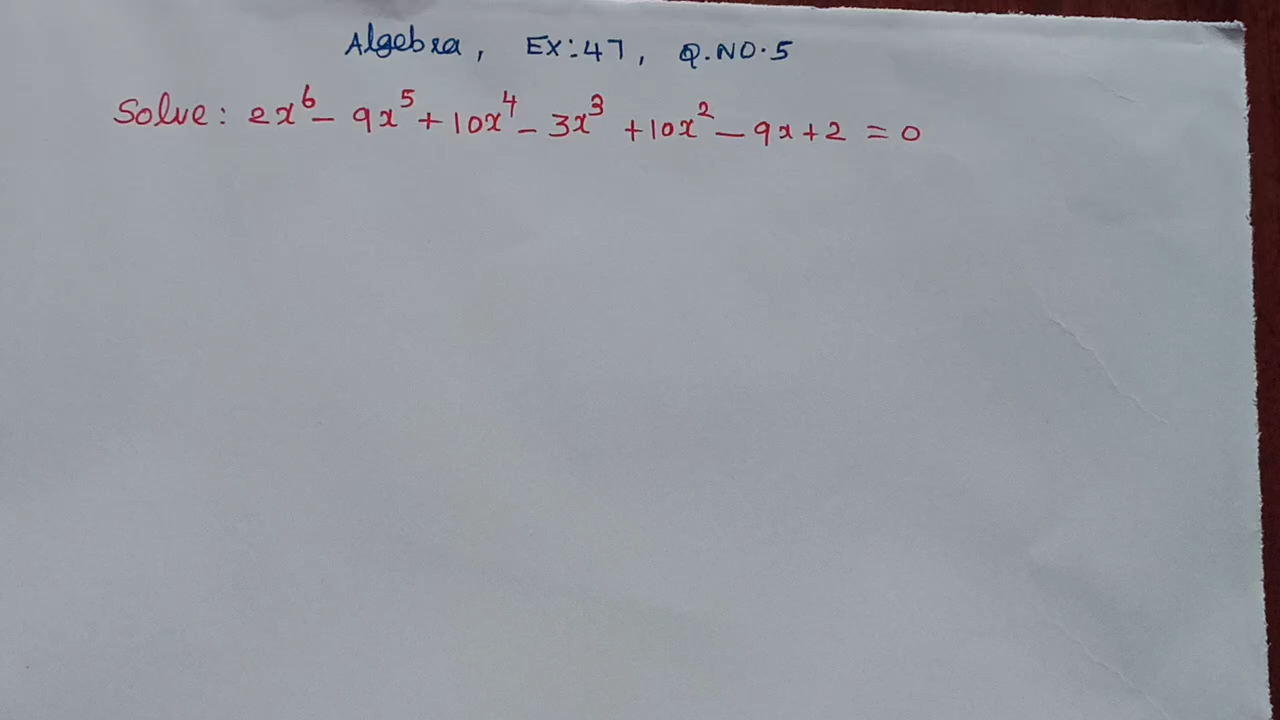 Algebra, Ex:47, Q.NO.5
Solve: 2x⁶ - 9x⁵ + 10x⁴ - 3x³ + 10x² - 9x + 2 = 0